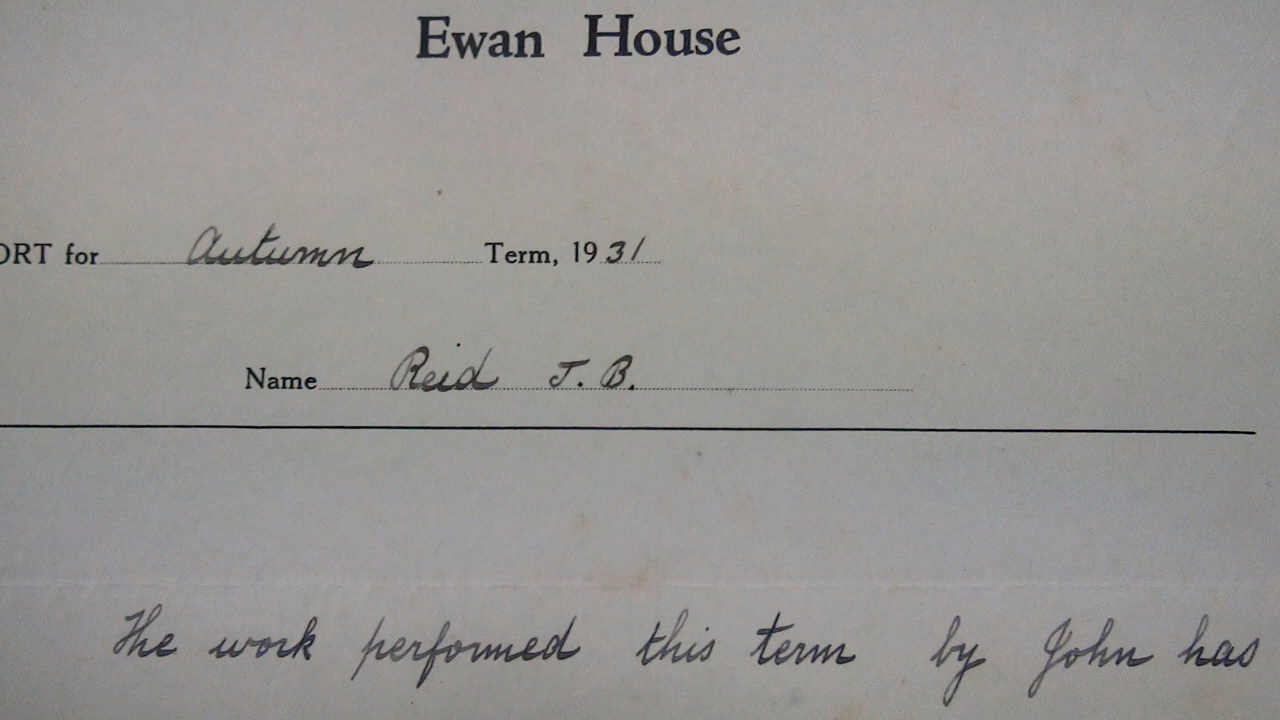 Ewan House
ORT for Autumn Term, 1931
Name Reid J. B.
The work performed this term by John has